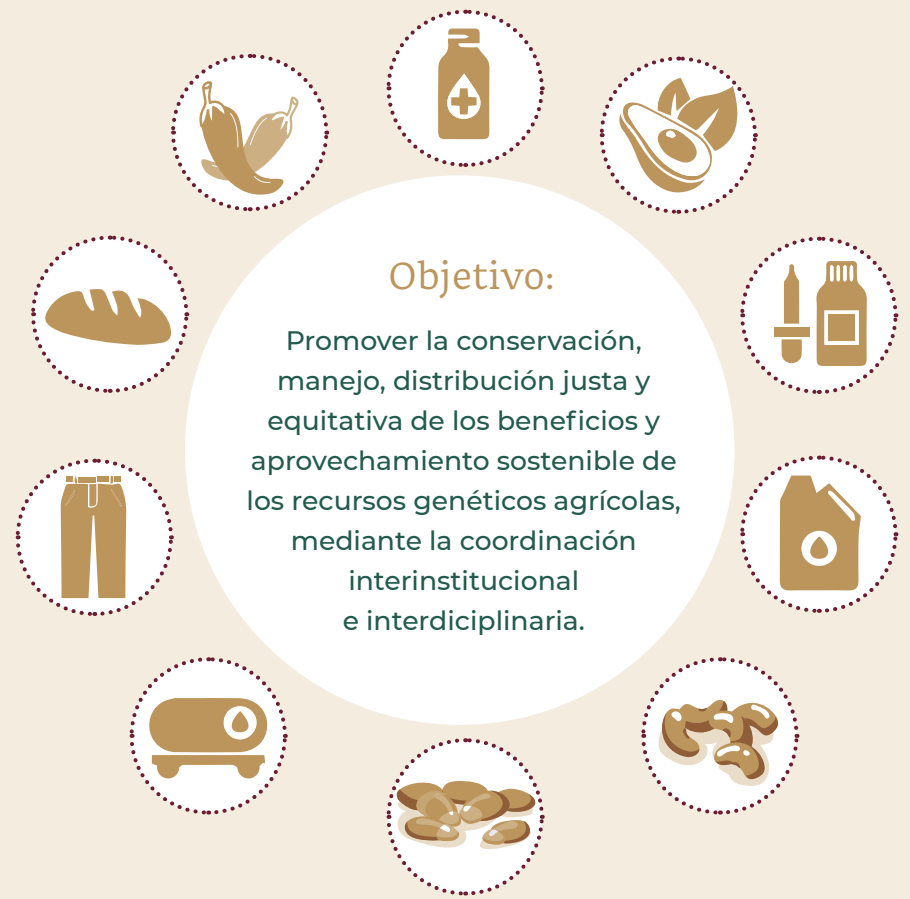 Objetivo:
Promover la conservación,
manejo, distribución justa y
equitativa de los beneficios y
aprovechamiento sostenible de
los recursos genéticos agrícolas,
mediante la coordinación
interinstitucional
e interdiciplinaria.